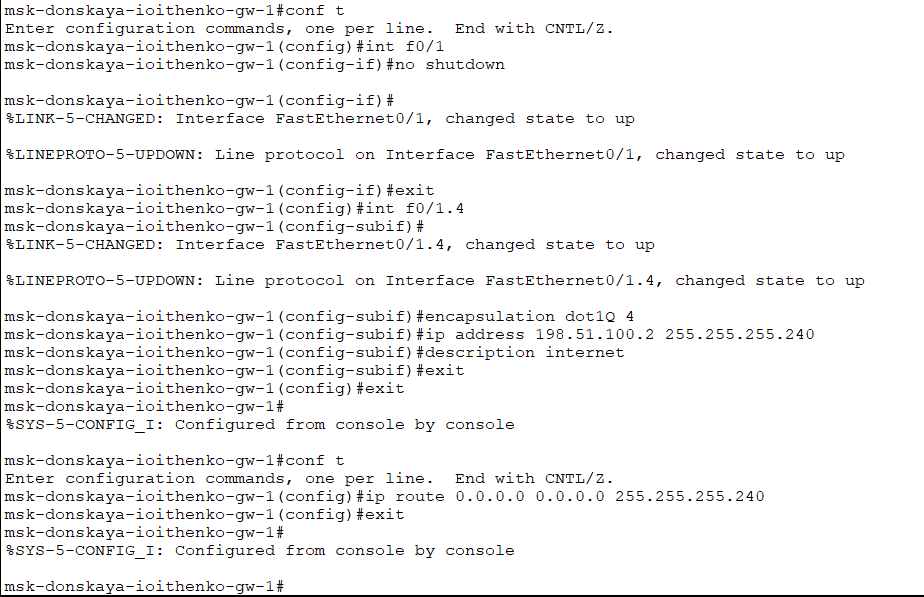 msk-donskaya-ioithenko-gw-1#conf t
Enter configuration commands, one per line.  End with CNTL/Z.
msk-donskaya-ioithenko-gw-1(config)#int f0/1
msk-donskaya-ioithenko-gw-1(config-if)#no shutdown
msk-donskaya-ioithenko-gw-1(config-if)#
%LINK-5-CHANGED: Interface FastEthernet0/1, changed state to up
%LINEPROTO-5-UPDOWN: Line protocol on Interface FastEthernet0/1, changed state to up
msk-donskaya-ioithenko-gw-1(config-if)#exit
msk-donskaya-ioithenko-gw-1(config)#int f0/1.4
msk-donskaya-ioithenko-gw-1(config-subif)#
%LINK-5-CHANGED: Interface FastEthernet0/1.4, changed state to up
%LINEPROTO-5-UPDOWN: Line protocol on Interface FastEthernet0/1.4, changed state to up
msk-donskaya-ioithenko-gw-1(config-subif)#encapsulation dot1Q 4
msk-donskaya-ioithenko-gw-1(config-subif)#ip address 198.51.100.2 255.255.255.240
msk-donskaya-ioithenko-gw-1(config-subif)#description internet
msk-donskaya-ioithenko-gw-1(config-subif)#exit
msk-donskaya-ioithenko-gw-1(config)#exit
msk-donskaya-ioithenko-gw-1#
%SYS-5-CONFIG_I: Configured from console by console
msk-donskaya-ioithenko-gw-1#conf t
Enter configuration commands, one per line.  End with CNTL/Z.
msk-donskaya-ioithenko-gw-1(config)#ip route 0.0.0.0 0.0.0.0 255.255.255.240
msk-donskaya-ioithenko-gw-1(config)#exit
msk-donskaya-ioithenko-gw-1#
%SYS-5-CONFIG_I: Configured from console by console
msk-donskaya-ioithenko-gw-1#